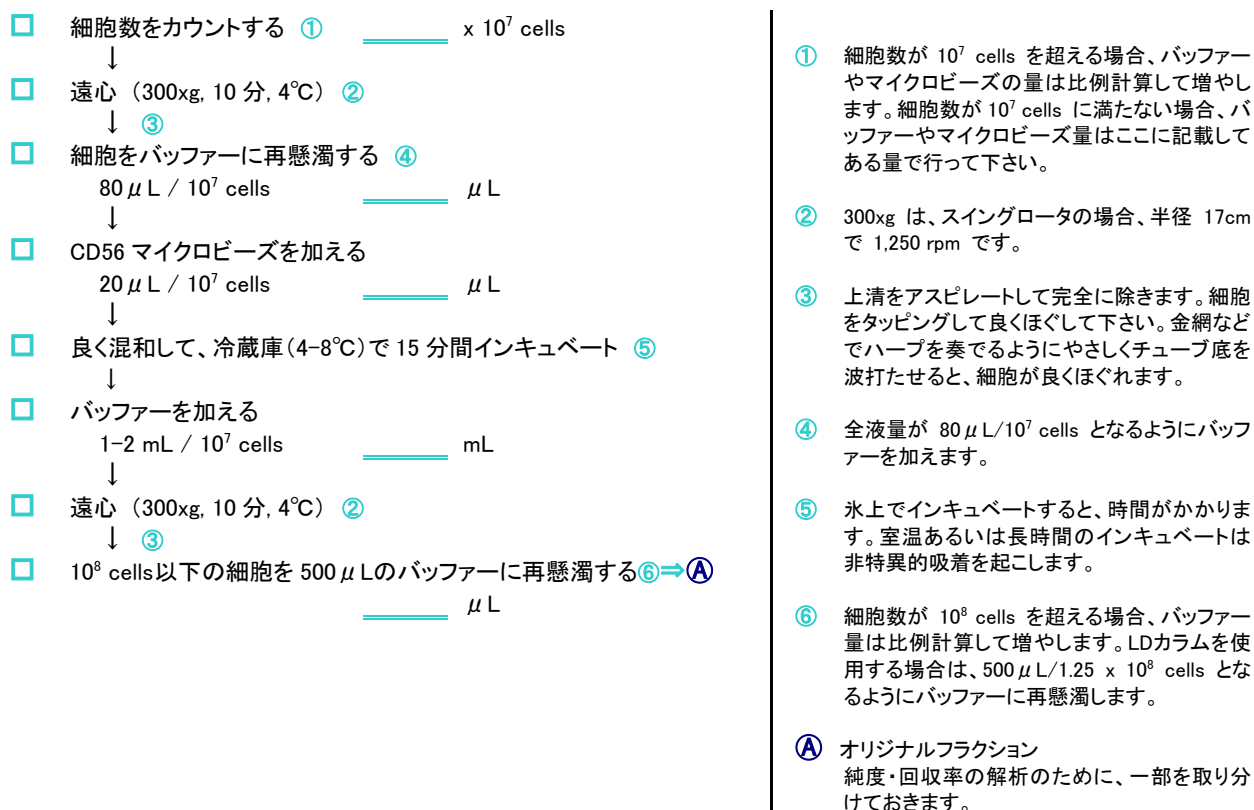 □ 細胞数をカウントする ① ______ x 10⁷ cells
↓
□ 遠心 (300xg, 10 分, 4℃) ②
↓ ③
□ 細胞をバッファーに再懸濁する ④
80μL / 10⁷ cells ______ μL
↓
□ CD56 マイクロビーズを加える
20μL / 10⁷ cells ______ μL
↓
□ 良く混和して、冷蔵庫(4-8℃)で 15 分間インキュベート ⑤
↓
□ バッファーを加える
1-2 mL / 10⁷ cells ______ mL
↓
□ 遠心 (300xg, 10 分, 4℃) ②
↓ ③
□ 10⁸ cells以下の細胞を 500μLのバッファーに再懸濁する⑥⇒Ⓐ
______ μL
① 細胞数が 10⁷ cells を超える場合、バッファー
やマイクロビーズの量は比例計算して増やし
ます。細胞数が 10⁷ cells に満たない場合、バ
ッファーやマイクロビーズ量はここに記載して
ある量で行って下さい。
② 300xg は、スイングロータの場合、半径 17cm
で 1,250 rpm です。
③ 上清をアスピレートして完全に除きます。細胞
をタッピングして良くほぐして下さい。金網など
でハープを奏でるようにやさしくチューブ底を
波打たせると、細胞が良くほぐれます。
④ 全液量が 80μL/10⁷ cells となるようにバッフ
ァーを加えます。
⑤ 氷上でインキュベートすると、時間がかかりま
す。室温あるいは長時間のインキュベートは
非特異的吸着を起こします。
⑥ 細胞数が 10⁸ cells を超える場合、バッファー
量は比例計算して増やします。LDカラムを使
用する場合は、500μL/1.25 x 10⁸ cells とな
るようにバッファーに再懸濁します。
Ⓐ オリジナルフラクション
純度・回収率の解析のために、一部を取り分
けておきます。